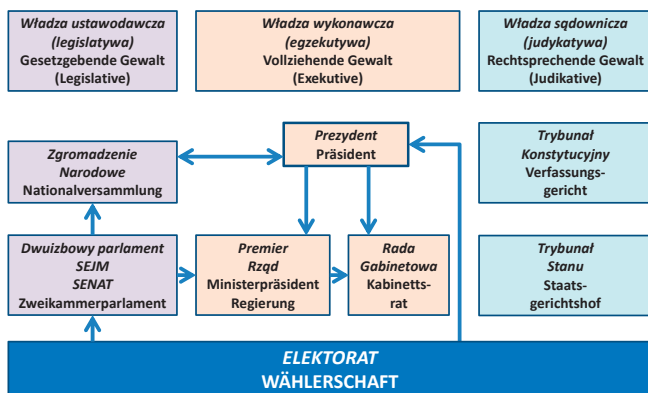 Władza ustawodawcza
(legislatywa)
Gesetzgebende Gewalt
(Legislative)
Władza wykonawcza
(egzekutywa)
Vollziehende Gewalt
(Exekutive)
Władza sądownicza
(judykatywa)
Rechtsprechende Gewalt
(Judikative)
Zgromadzenie
Narodowe
Nationalversammlung
Prezydent
Präsident
Trybunał
Konstytucyjny
Verfassungs-
gericht
Dwuizbowy parlament
SEJM
SENAT
Zweikammerparlament
Premier
Rząd
Ministerpräsident
Regierung
Rada
Gabinetowa
Kabinetts-
rat
Trybunał
Stanu
Staats-
gerichtshof
ELEKTORAT
WÄHLERSCHAFT